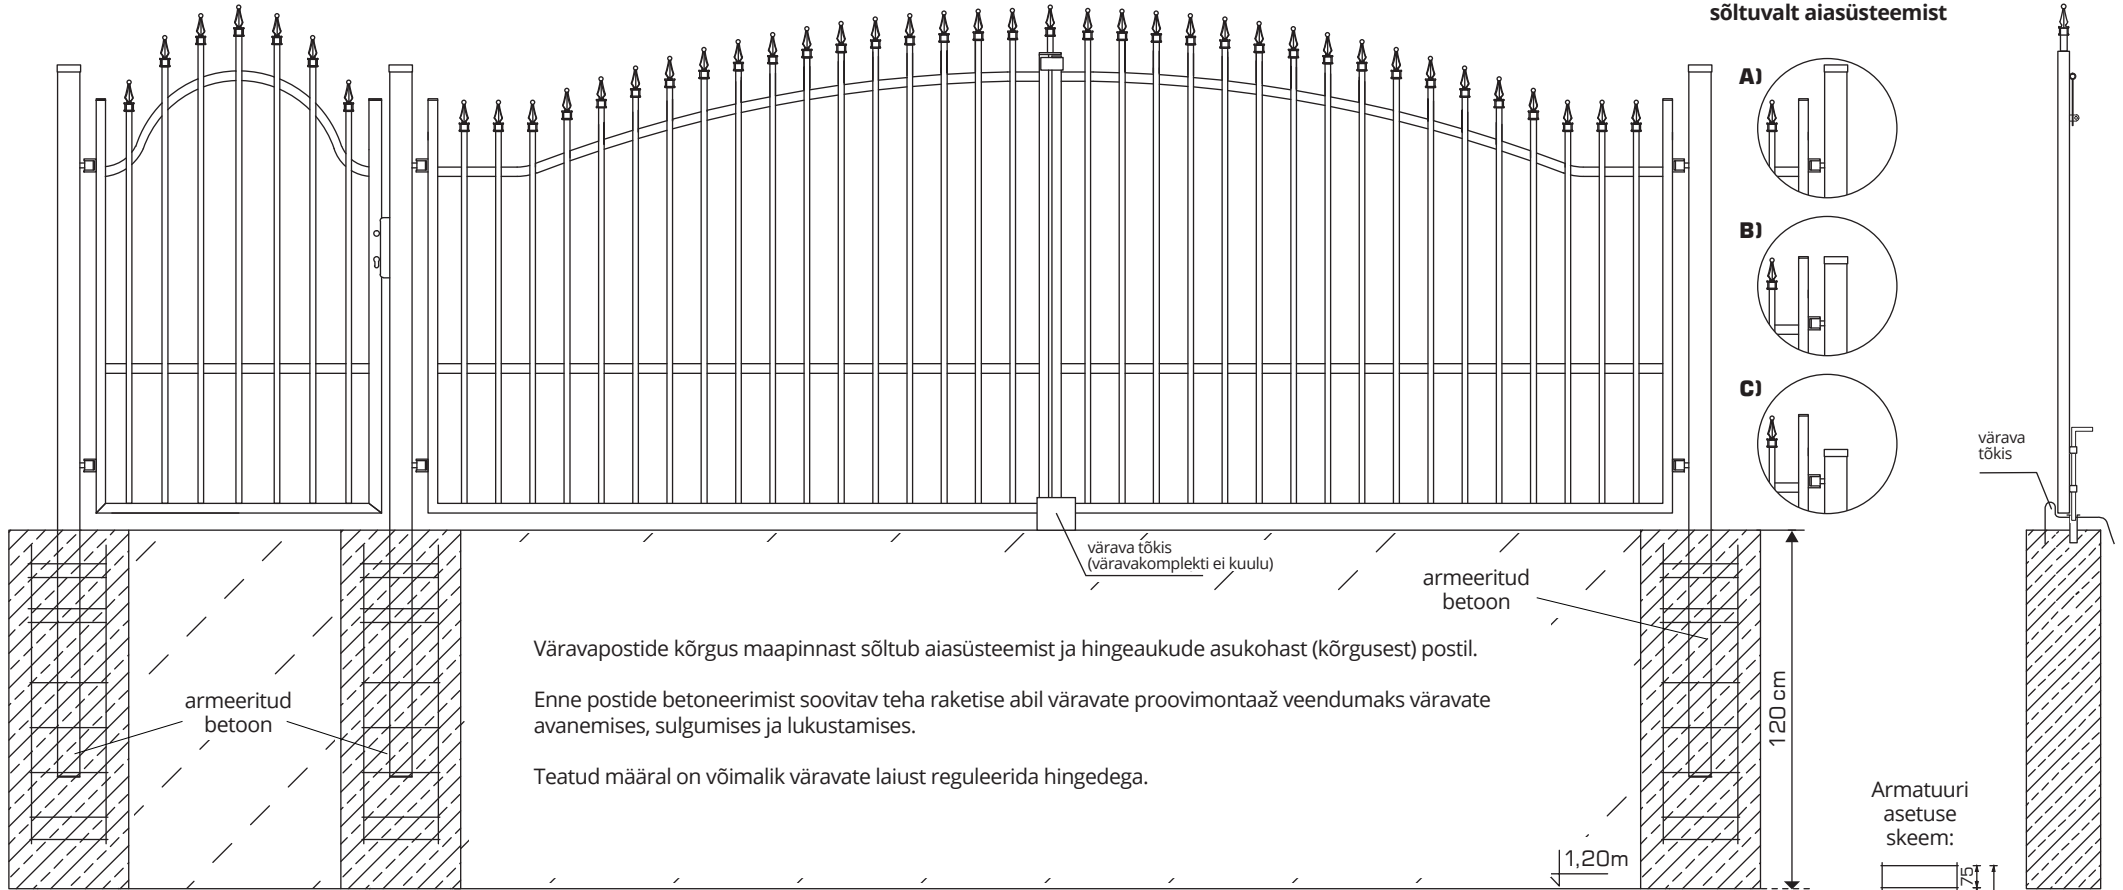 sõltuvalt aiasüsteemist
A)
B)
C)
värava
tõkis
värava tõkis
(väravakomplekti ei kuulu)
armeeritud
betoon
Väravapostide kõrgus maapinnast sõltub aiasüsteemist ja hingeaukude asukohast (kõrgusest) postil.
Enne postide betoneerimist soovitav teha raketise abil väravate proovimontaaž veendumaks väravate
avanemises, sulgumises ja lukustamises.
Teatud määral on võimalik väravate laiust reguleerida hingedega.
armeeritud
betoon
120 cm
1,20m
Armatuuri
asetuse
skeem:
75